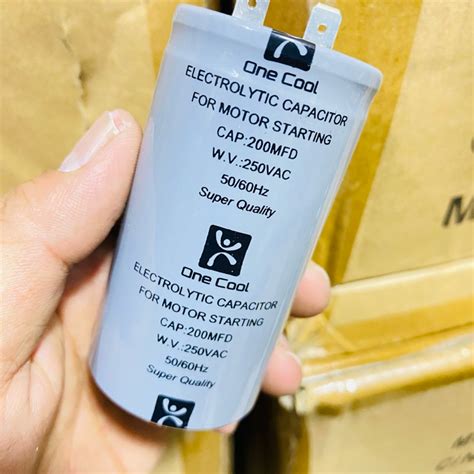 One Cool
ELECTROLYTIC CAPACITOR
FOR MOTOR STARTING
CAP:200MFD
W.V.:250VAC
50/60Hz
Super Quality
One Cool
ELECTROLYTIC CAPACITOR
FOR MOTOR STARTING
CAP:200MFD
W.V.:250VAC
50/60Hz
Super Quality